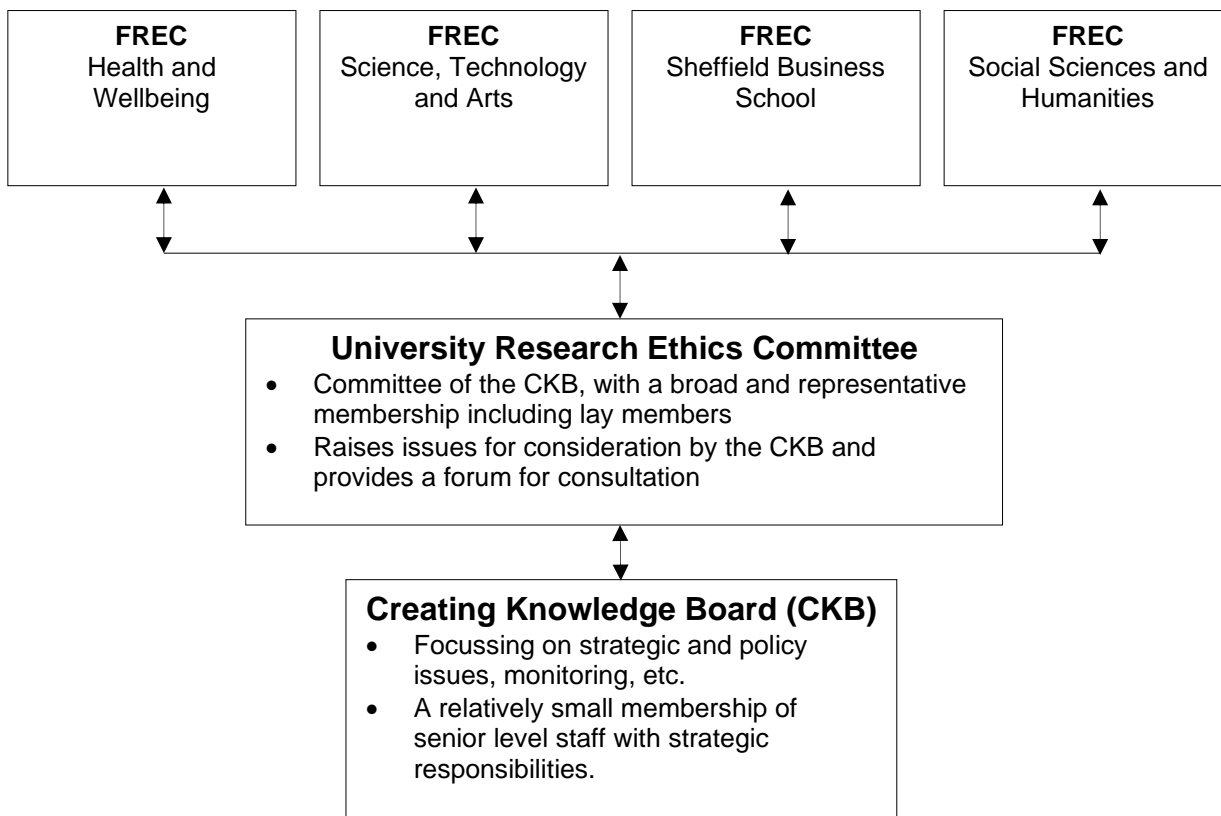 FREC
Health and
Wellbeing
FREC
Science, Technology
and Arts
FREC
Sheffield Business
School
FREC
Social Sciences and
Humanities
University Research Ethics Committee
• Committee of the CKB, with a broad and representative
membership including lay members
• Raises issues for consideration by the CKB and
provides a forum for consultation
Creating Knowledge Board (CKB)
• Focussing on strategic and policy
issues, monitoring, etc.
• A relatively small membership of
senior level staff with strategic
responsibilities.